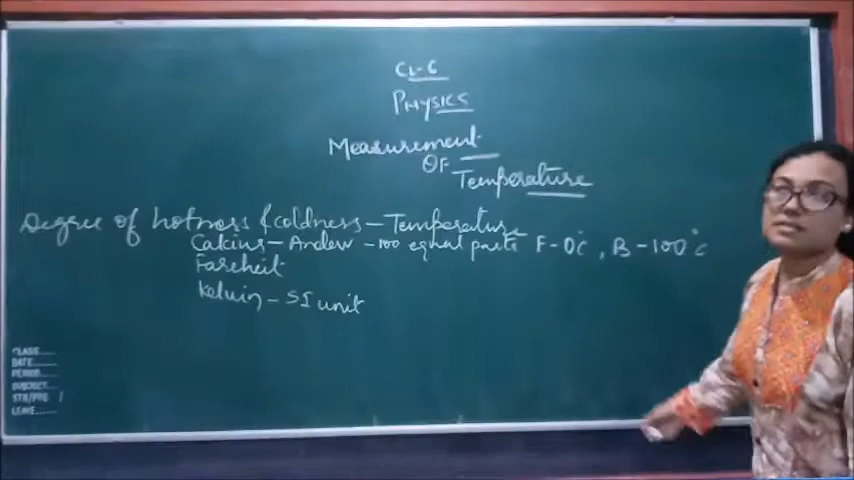 CL-6
PHYSICS
Measurement
OF
Temperature
Degree of hotness & coldness - Temperature
Calcius - Andew - 100 equal parts F - 0°C, B - 100°C
Fareheit
Kelvin - SI unit
CLASS
DATE
PERIOD
SUBJECT
STR/PRE /
LEAVE